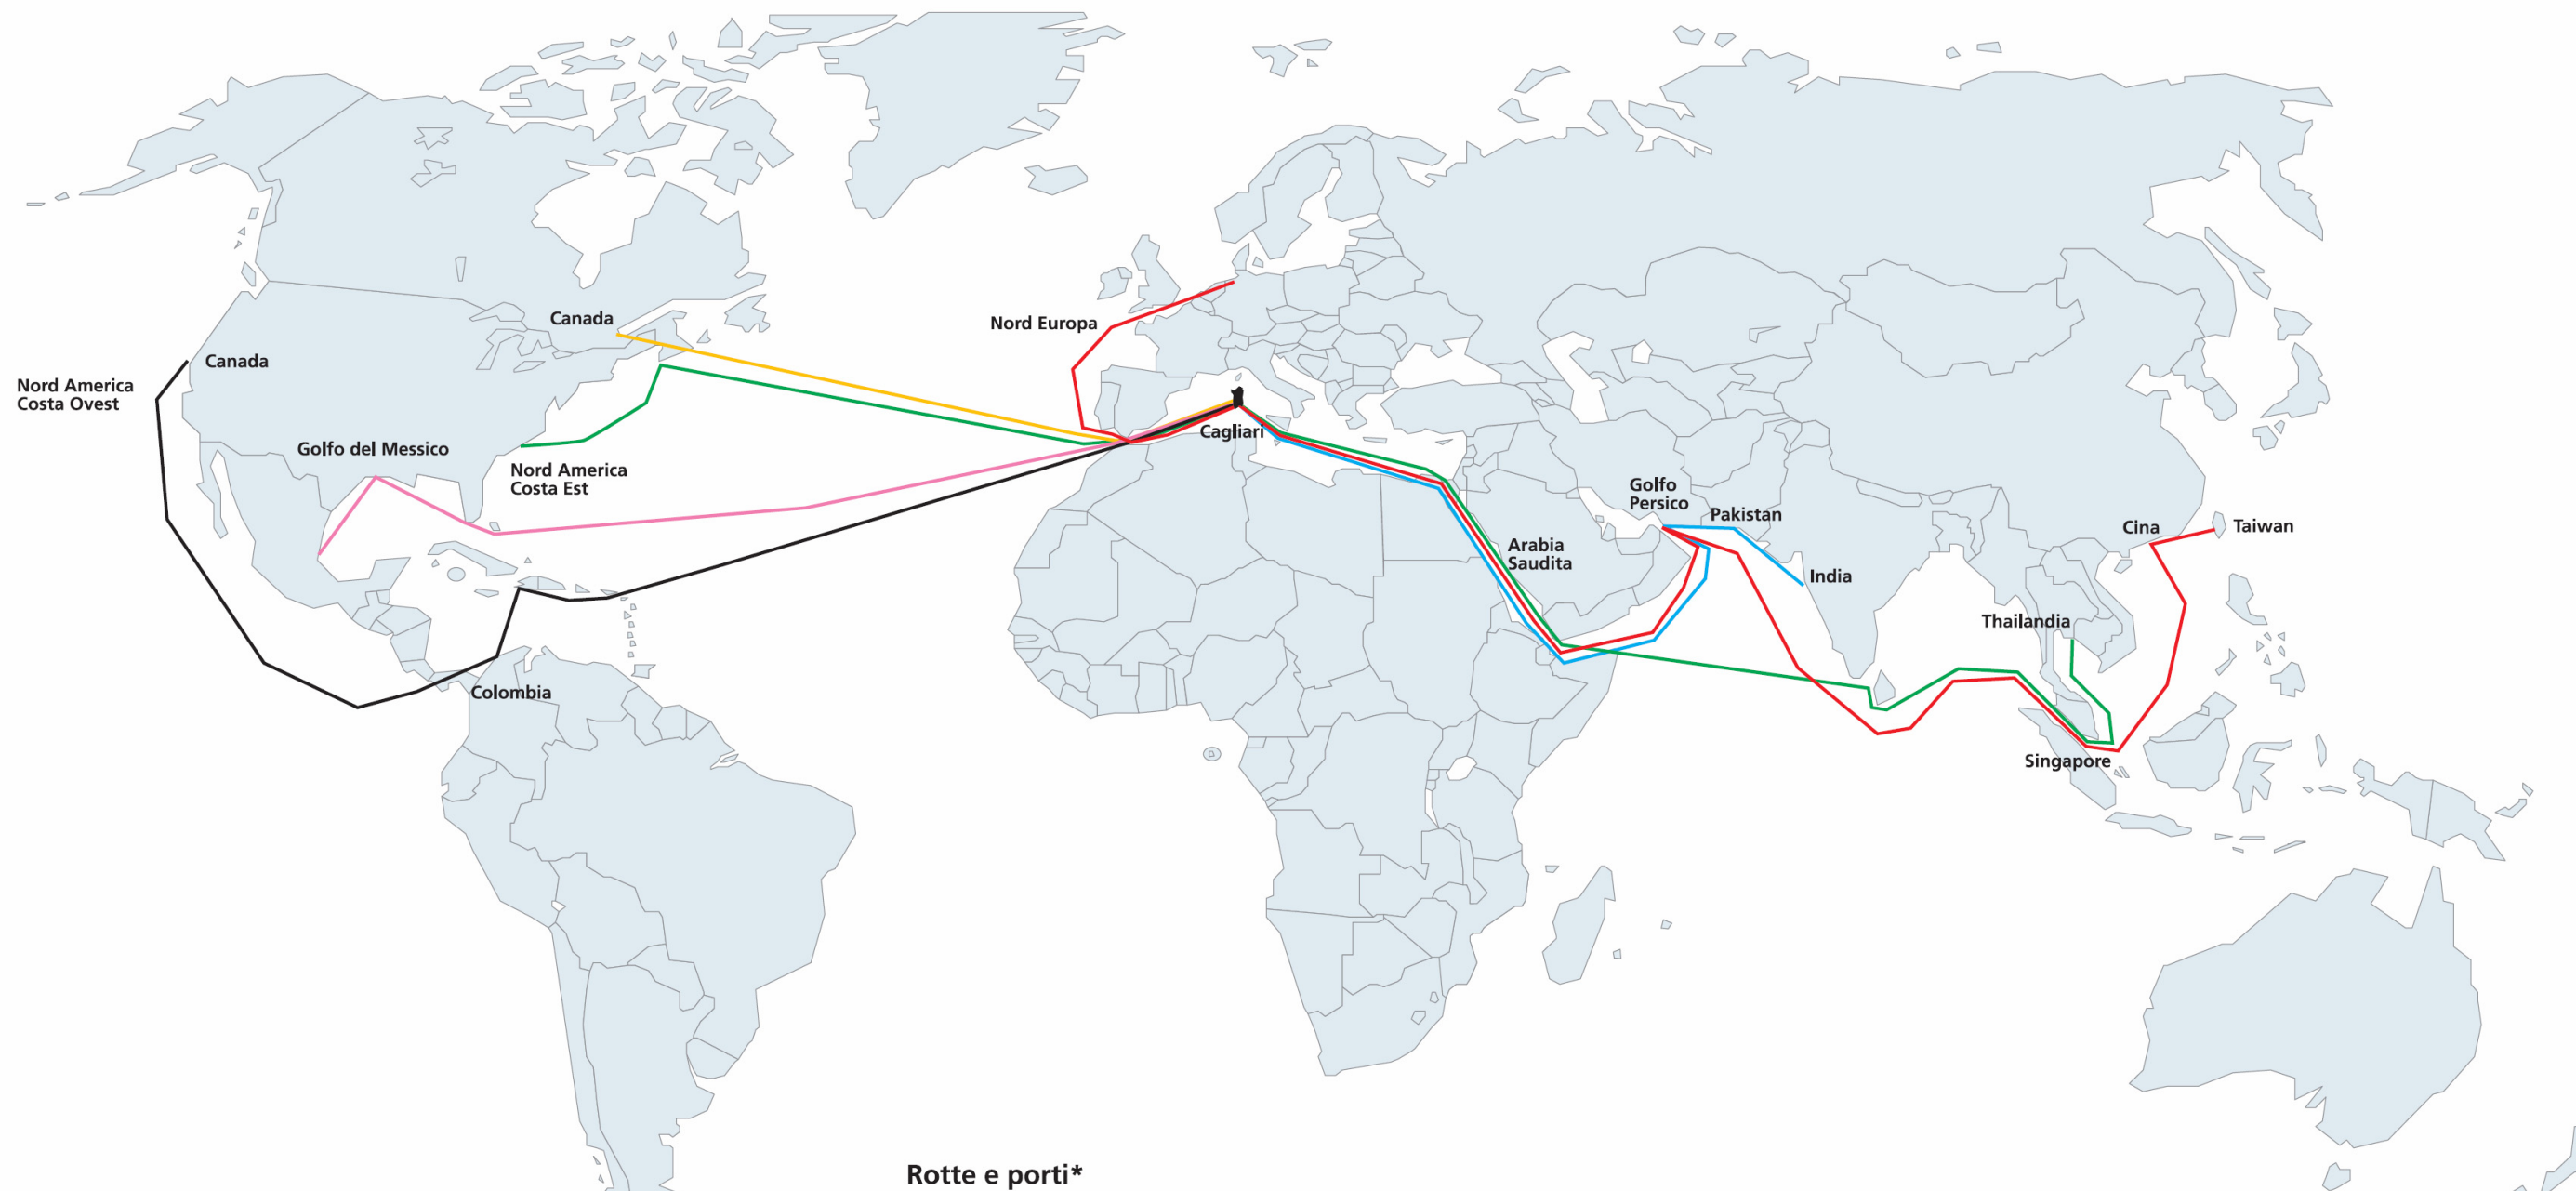 Canada
Nord Europa
Canada
Nord America
Costa Ovest
Cagliari
Golfo del Messico
Nord America
Costa Est
Golfo
Persico
Pakistan
Cina
Taiwan
Arabia
Saudita
India
Thailandia
Colombia
Singapore
Rotte e porti*